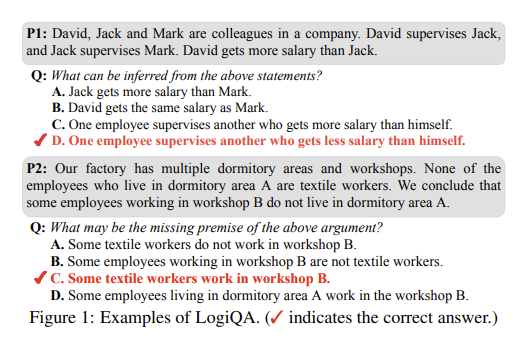 P1: David, Jack and Mark are colleagues in a company. David supervises Jack,
and Jack supervises Mark. David gets more salary than Jack.
Q: What can be inferred from the above statements?
A. Jack gets more salary than Mark.
B. David gets the same salary as Mark.
C. One employee supervises another who gets more salary than himself.
✓ D. One employee supervises another who gets less salary than himself.
P2: Our factory has multiple dormitory areas and workshops. None of the
employees who live in dormitory area A are textile workers. We conclude that
some employees working in workshop B do not live in dormitory area A.
Q: What may be the missing premise of the above argument?
A. Some textile workers do not work in workshop B.
B. Some employees working in workshop B are not textile workers.
✓ C. Some textile workers work in workshop B.
D. Some employees living in dormitory area A work in the workshop B.
Figure 1: Examples of LogiQA. (✓ indicates the correct answer.)